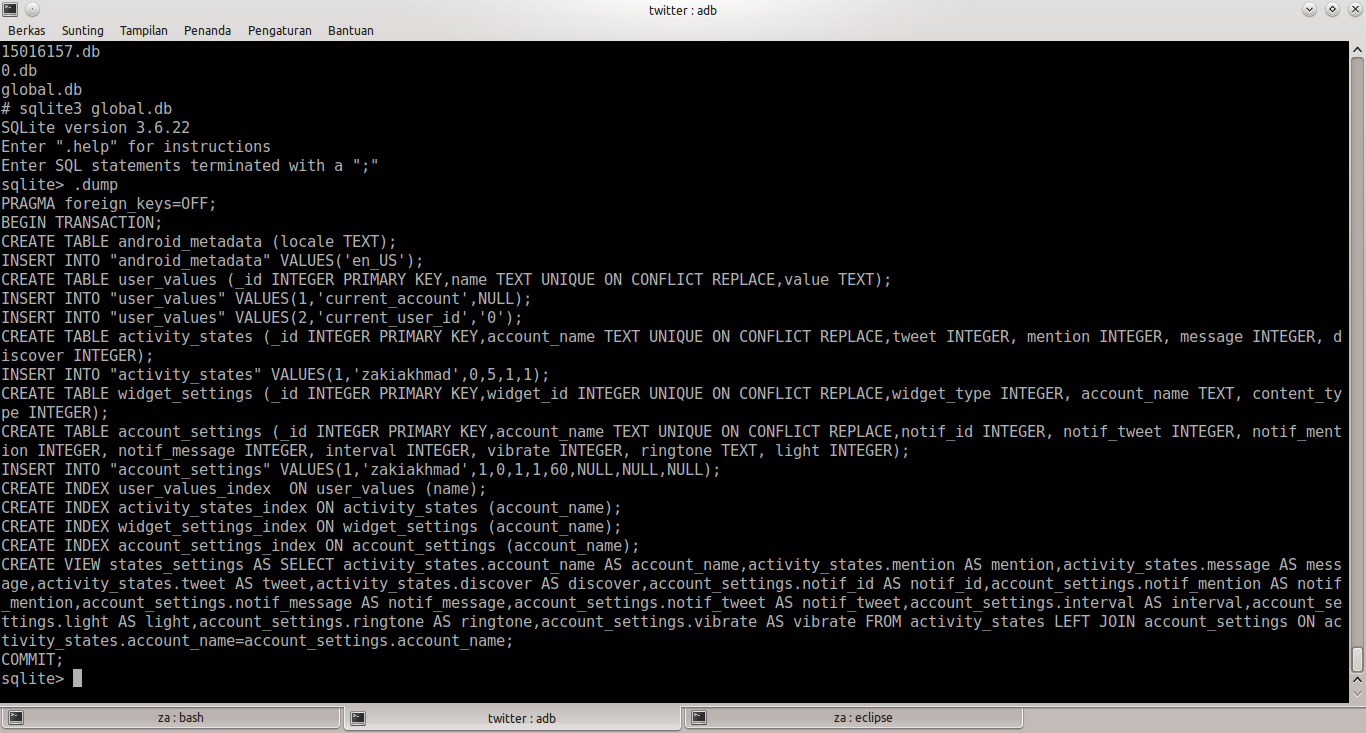 twitter : adb
Berkas Sunting Tampilan Penanda Pengaturan Bantuan
15016157.db
0.db
global.db
# sqlite3 global.db
SQLite version 3.6.22
Enter ".help" for instructions
Enter SQL statements terminated with a ";"
sqlite> .dump
PRAGMA foreign_keys=OFF;
BEGIN TRANSACTION;
CREATE TABLE android_metadata (locale TEXT);
INSERT INTO "android_metadata" VALUES('en_US');
CREATE TABLE user_values (_id INTEGER PRIMARY KEY,name TEXT UNIQUE ON CONFLICT REPLACE,value TEXT);
INSERT INTO "user_values" VALUES(1,'current_account',NULL);
INSERT INTO "user_values" VALUES(2,'current_user_id','0');
CREATE TABLE activity_states (_id INTEGER PRIMARY KEY,account_name TEXT UNIQUE ON CONFLICT REPLACE,tweet INTEGER, mention INTEGER, message INTEGER, d
iscover INTEGER);
INSERT INTO "activity_states" VALUES(1,'zakiakhmad',0,5,1,1);
CREATE TABLE widget_settings (_id INTEGER PRIMARY KEY,widget_id INTEGER UNIQUE ON CONFLICT REPLACE,widget_type INTEGER, account_name TEXT, content_ty
pe INTEGER);
CREATE TABLE account_settings (_id INTEGER PRIMARY KEY,account_name TEXT UNIQUE ON CONFLICT REPLACE,notif_id INTEGER, notif_tweet INTEGER, notif_ment
ion INTEGER, notif_message INTEGER, interval INTEGER, vibrate INTEGER, ringtone TEXT, light INTEGER);
INSERT INTO "account_settings" VALUES(1,'zakiakhmad',1,0,1,1,60,NULL,NULL,NULL);
CREATE INDEX user_values_index  ON user_values (name);
CREATE INDEX activity_states_index ON activity_states (account_name);
CREATE INDEX widget_settings_index ON widget_settings (account_name);
CREATE INDEX account_settings_index ON account_settings (account_name);
CREATE VIEW states_settings AS SELECT activity_states.account_name AS account_name,activity_states.mention AS mention,activity_states.message AS mess
age,activity_states.tweet AS tweet,activity_states.discover AS discover,account_settings.notif_id AS notif_id,account_settings.notif_mention AS notif
_mention,account_settings.notif_message AS notif_message,account_settings.notif_tweet AS notif_tweet,account_settings.interval AS interval,account_se
ttings.light AS light,account_settings.ringtone AS ringtone,account_settings.vibrate AS vibrate FROM activity_states LEFT JOIN account_settings ON ac
tivity_states.account_name=account_settings.account_name;
COMMIT;
sqlite>
za : bash twitter : adb za : eclipse